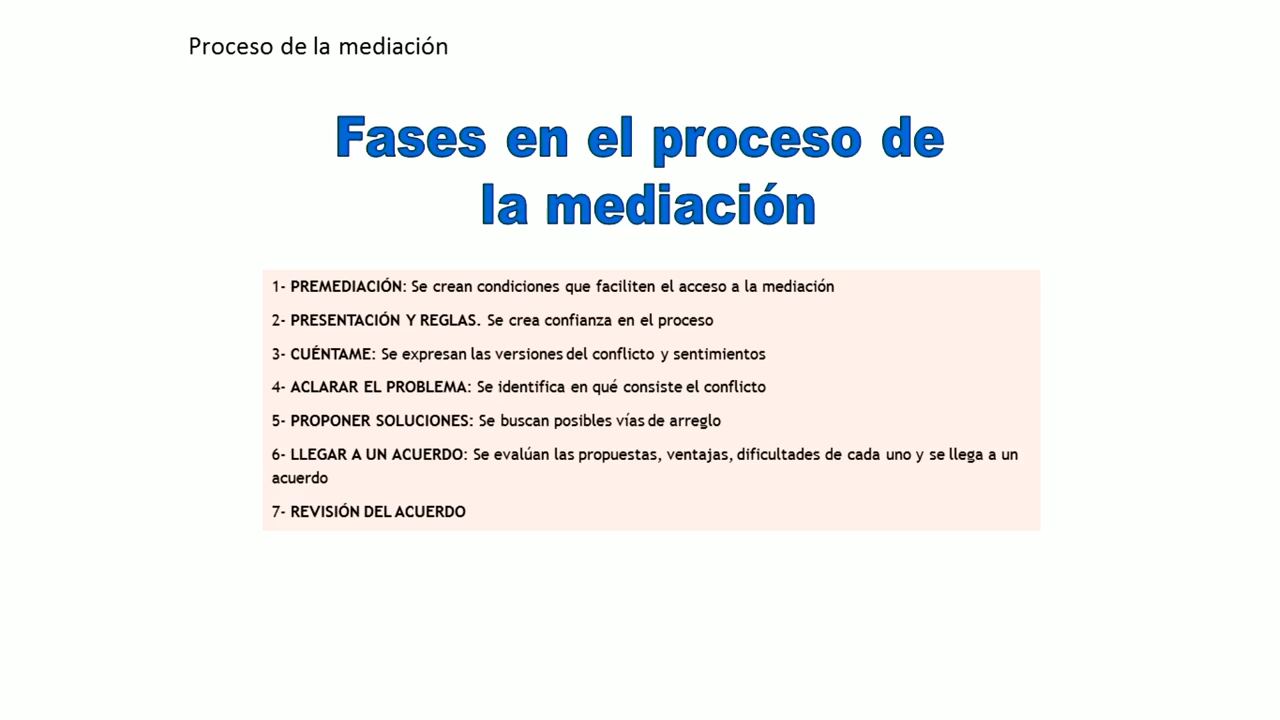 Proceso de la mediación
Fases en el proceso de
la mediación
1- PREMEDIACIÓN: Se crean condiciones que faciliten el acceso a la mediación
2- PRESENTACIÓN Y REGLAS. Se crea confianza en el proceso
3- CUÉNTAME: Se expresan las versiones del conflicto y sentimientos
4- ACLARAR EL PROBLEMA: Se identifica en qué consiste el conflicto
5- PROPONER SOLUCIONES: Se buscan posibles vías de arreglo
6- LLEGAR A UN ACUERDO: Se evalúan las propuestas, ventajas, dificultades de cada uno y se llega a un
acuerdo
7- REVISIÓN DEL ACUERDO